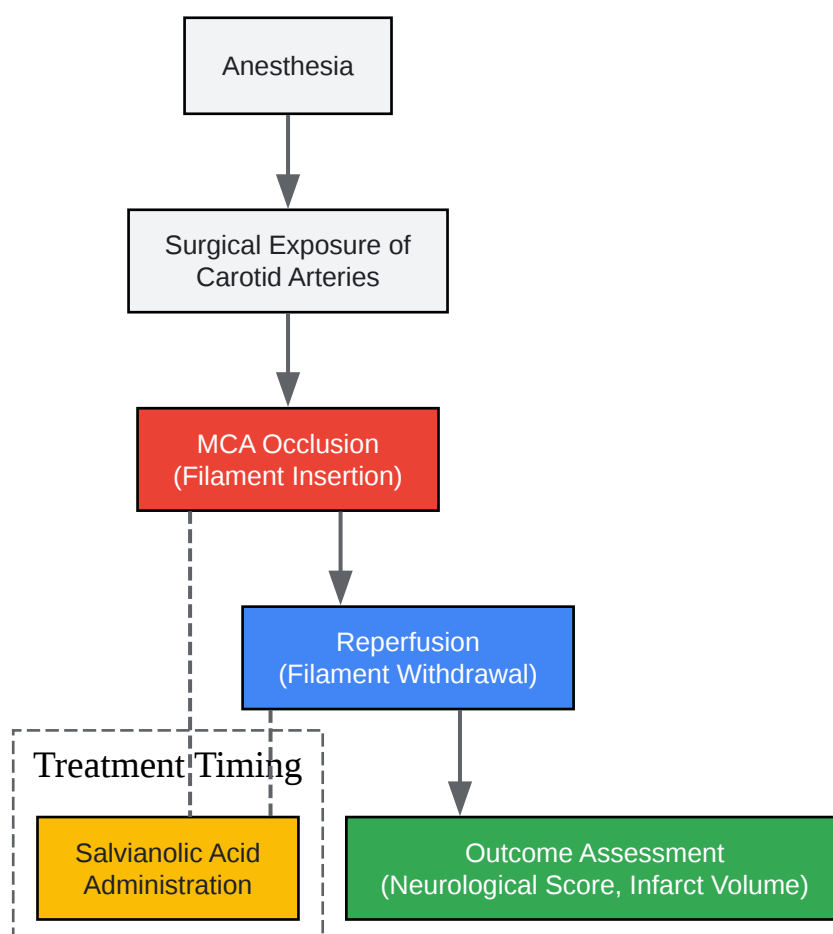 Anesthesia
Surgical Exposure of
Carotid Arteries
MCA Occlusion
(Filament Insertion)
Reperfusion
(Filament Withdrawal)
Treatment Timing
Salvianolic Acid
Administration
Outcome Assessment
(Neurological Score, Infarct Volume)